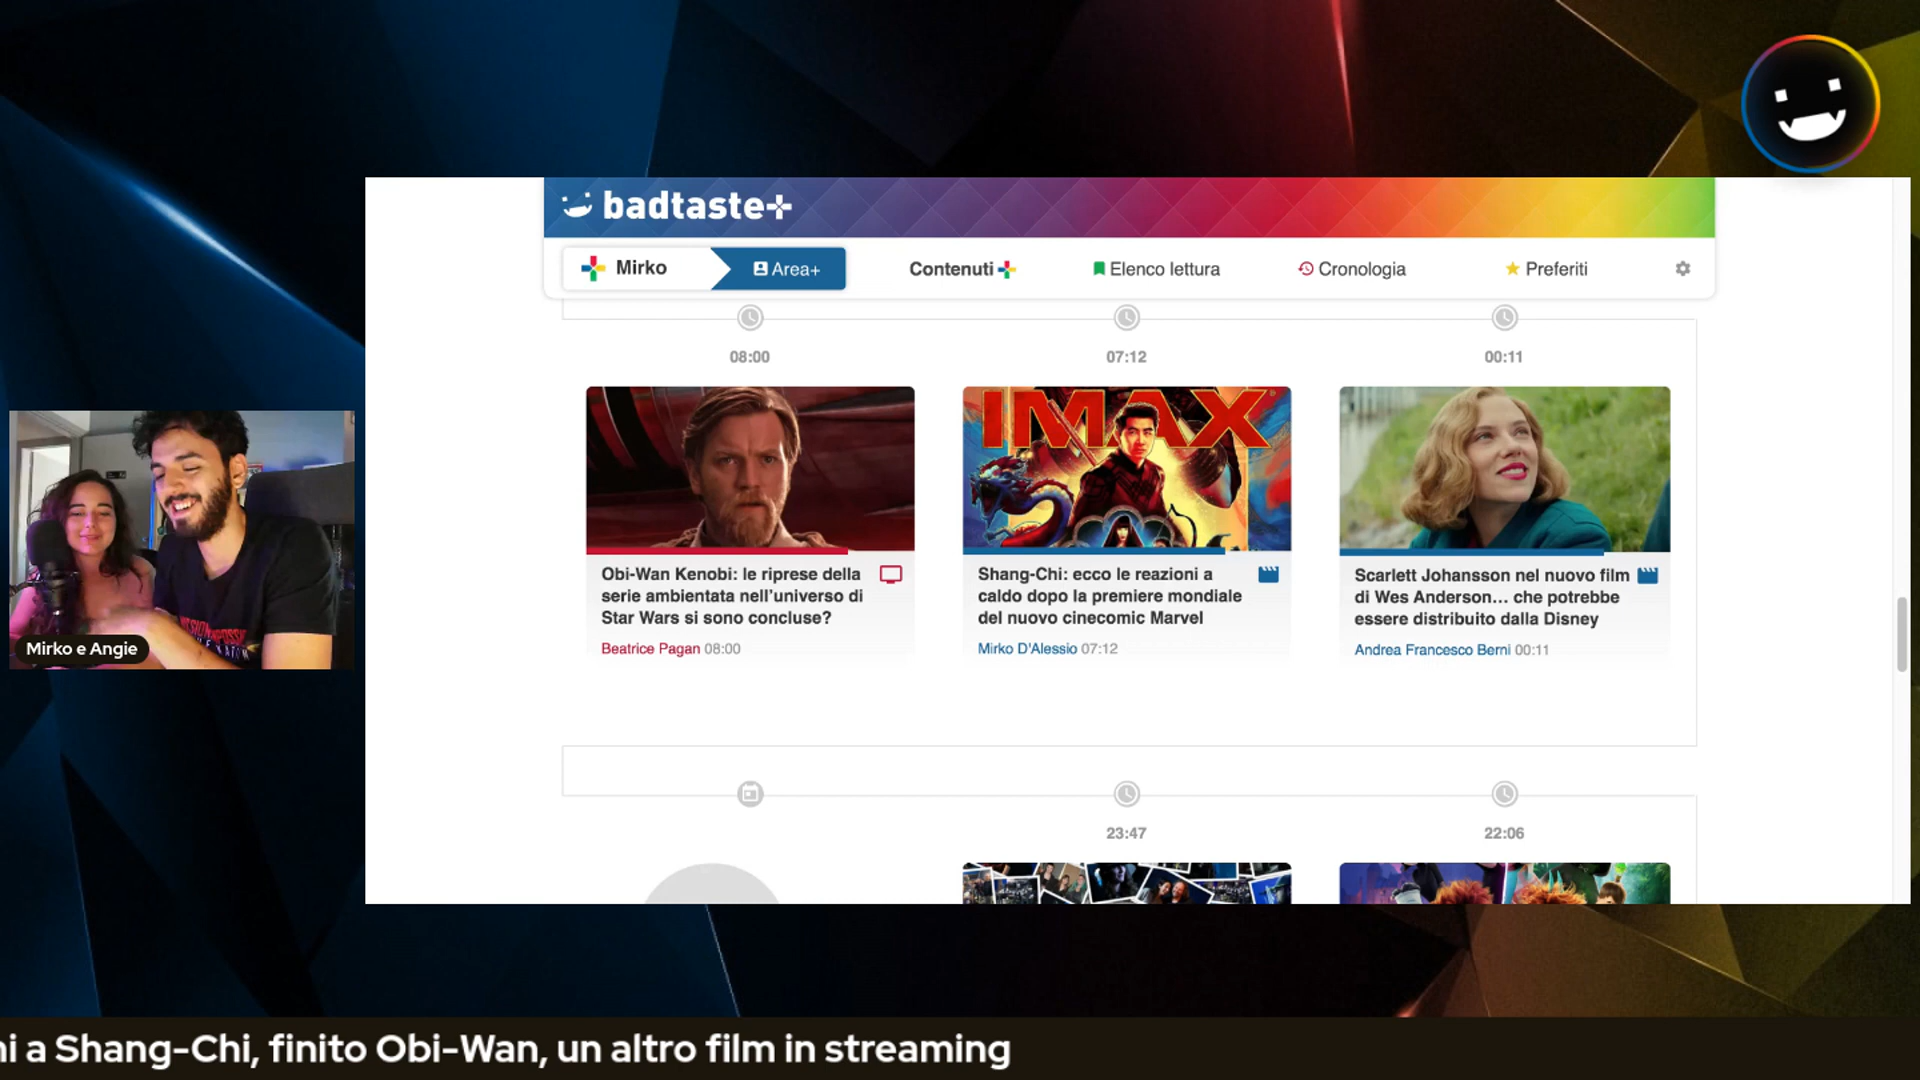 badtaste+
Mirko
Area+
Contenuti
Elenco lettura
Cronologia
Preferiti
08:00
07:12
00:11
IMAX
Obi-Wan Kenobi: le riprese della
serie ambientata nell'universo di
Star Wars si sono concluse?
Beatrice Pagan 08:00
Shang-Chi: ecco le reazioni a
caldo dopo la premiere mondiale
del nuovo cinecomic Marvel
Mirko D'Alessio 07:12
Scarlett Johansson nel nuovo film
di Wes Anderson... che potrebbe
essere distribuito dalla Disney
Andrea Francesco Berni 00:11
Mirko e Angie
23:47
22:06
ni a Shang-Chi, finito Obi-Wan, un altro film in streaming